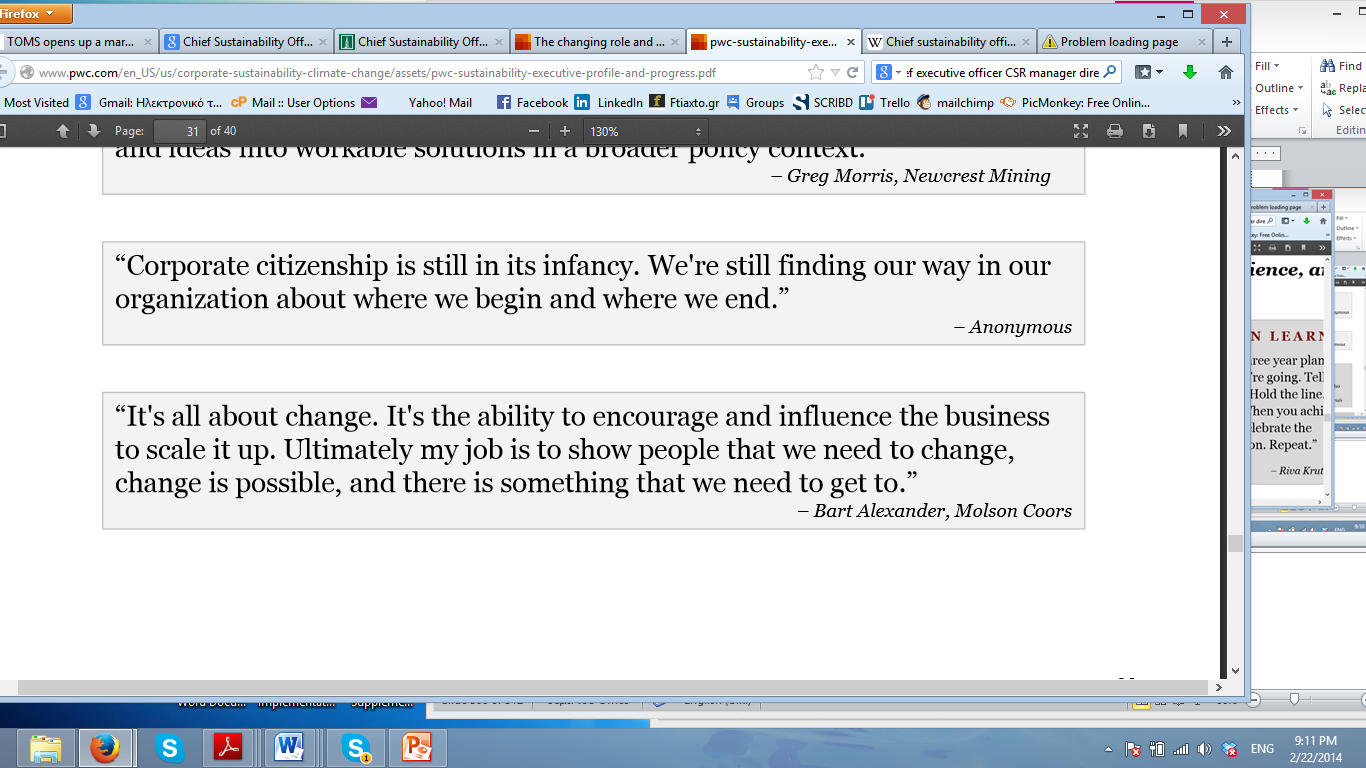 Firefox
TOMS opens up a mar...
Chief Sustainability Off...
Chief Sustainability Off...
The changing role and ...
pwc-sustainability-exe...
Chief sustainability offi...
Problem loading page
www.pwc.com/en_US/us/corporate-sustainability-climate-change/assets/pwc-sustainability-executive-profile-and-progress.pdf
executive officer CSR manager dire
Most Visited
Gmail: Ηλεκτρονικό τ...
Mail :: User Options
Yahoo! Mail
Facebook
LinkedIn
Ftiaxto.gr
Groups
SCRIBD
Trello
mailchimp
PicMonkey: Free Onlin...
Page: 31 of 40
130%
and ideas into workable solutions in a broader policy context.
– Greg Morris, Newcrest Mining
“Corporate citizenship is still in its infancy. We're still finding our way in our
organization about where we begin and where we end.”
– Anonymous
“It's all about change. It's the ability to encourage and influence the business
to scale it up. Ultimately my job is to show people that we need to change,
change is possible, and there is something that we need to get to.”
– Bart Alexander, Molson Coors
Fill
Outline
Effects
Find
Repla
Selec
Editin
roblem loading page
ience, a
N LEARN
ree year plan
're going. Tell
Hold the line.
hen you achi
elebrate the
on. Repeat.”
– Riva Krut
Word Docu...
Implementat...
Suppleme...
ENG
9:11 PM
2/22/2014